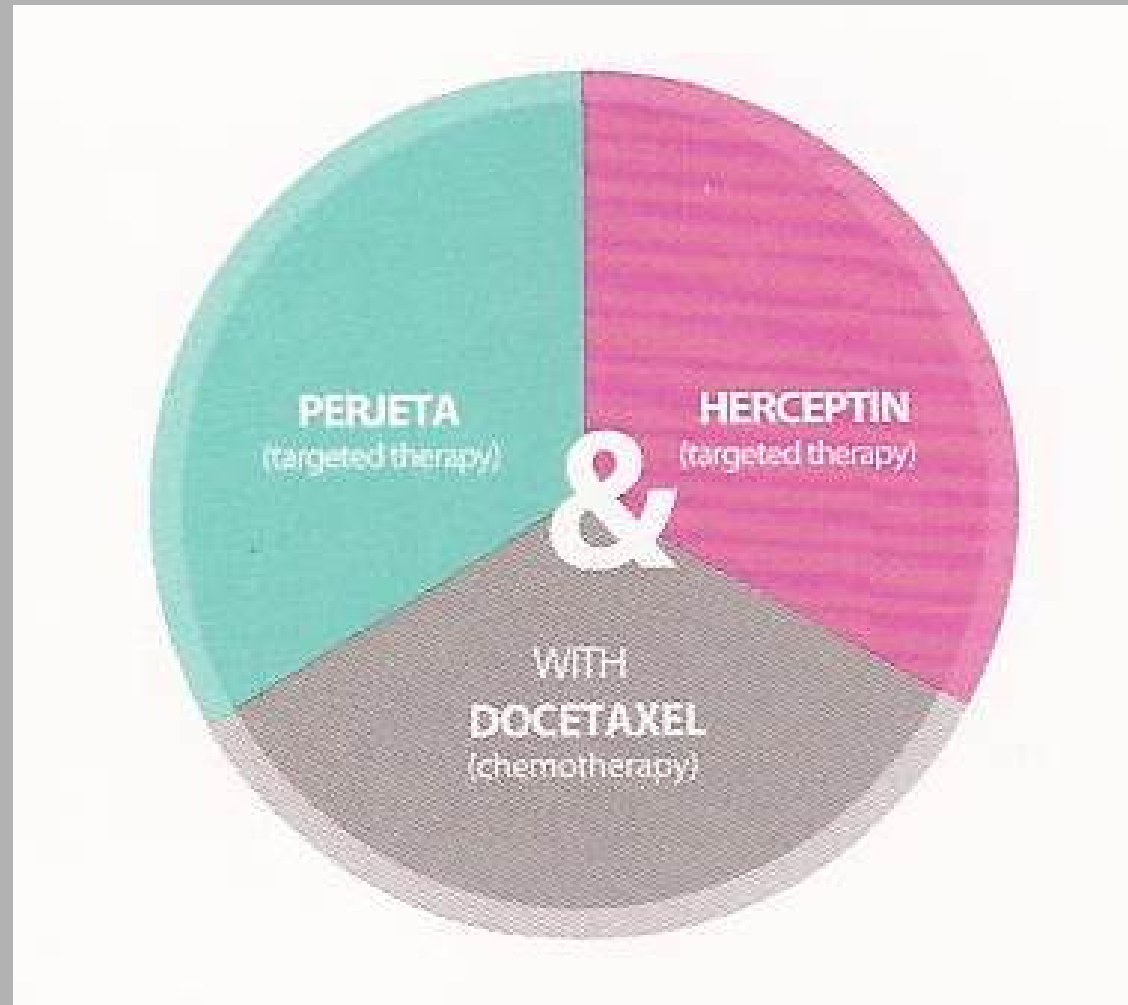 PERJETA
(targeted therapy)
HERCEPTIN
(targeted therapy)
&
WITH
DOCETAXEL
(chemotherapy)